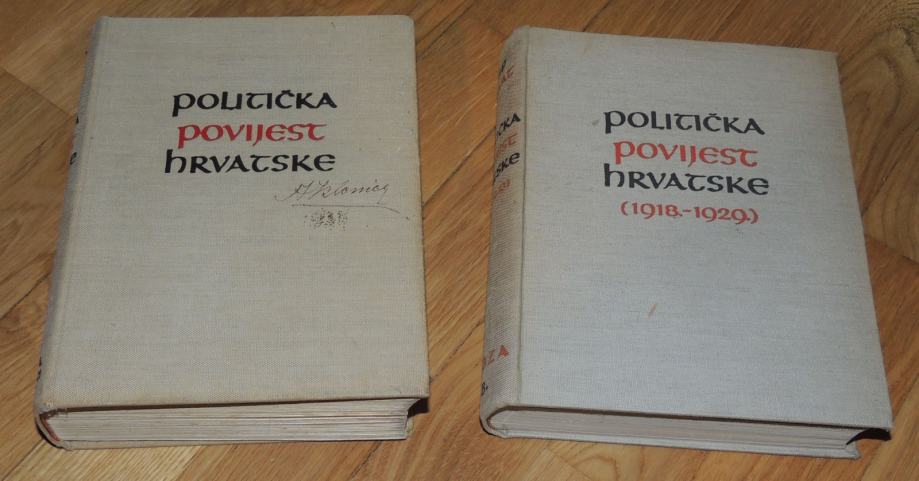 POLITIČKA
POVIJEST
HRVATSKE
POLITIČKA
POVIJEST
HRVATSKE
(1918.-1929.)